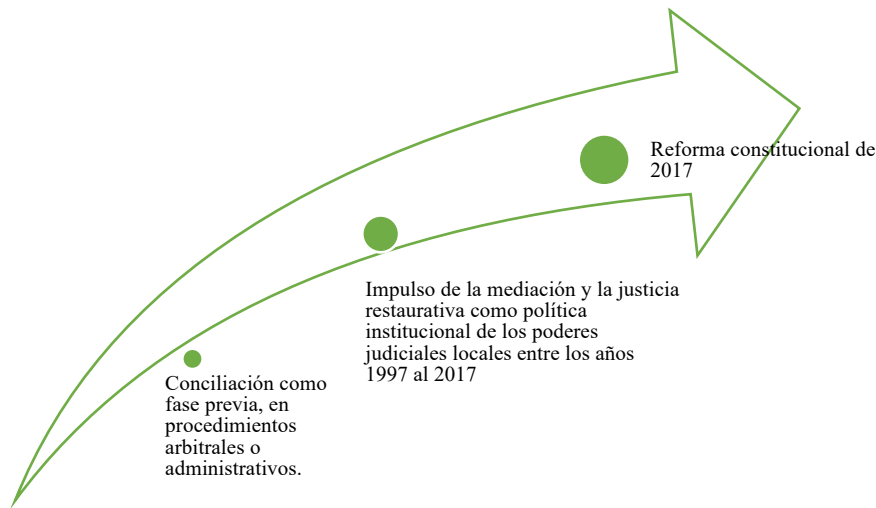 Reforma constitucional de
2017
Impulso de la mediación y la justicia
restaurativa como política
institucional de los poderes
judiciales locales entre los años
1997 al 2017
Conciliación como
fase previa, en
procedimientos
arbitrales o
administrativos.